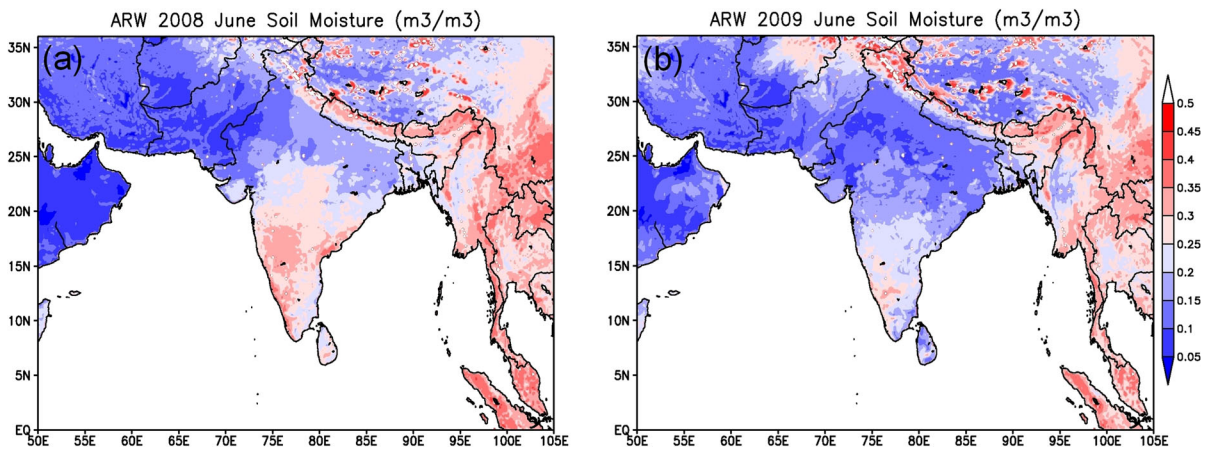 ARW 2008 June Soil Moisture (m3/m3)
(a)
35N
30N
25N
20N
15N
10N
5N
EQ
50E 55E 60E 65E 70E 75E 80E 85E 90E 95E 100E 105E
ARW 2009 June Soil Moisture (m3/m3)
(b)
35N
30N
25N
20N
15N
10N
5N
EQ
50E 55E 60E 65E 70E 75E 80E 85E 90E 95E 100E 105E
0.5
0.45
0.4
0.35
0.3
0.25
0.2
0.15
0.1
0.05